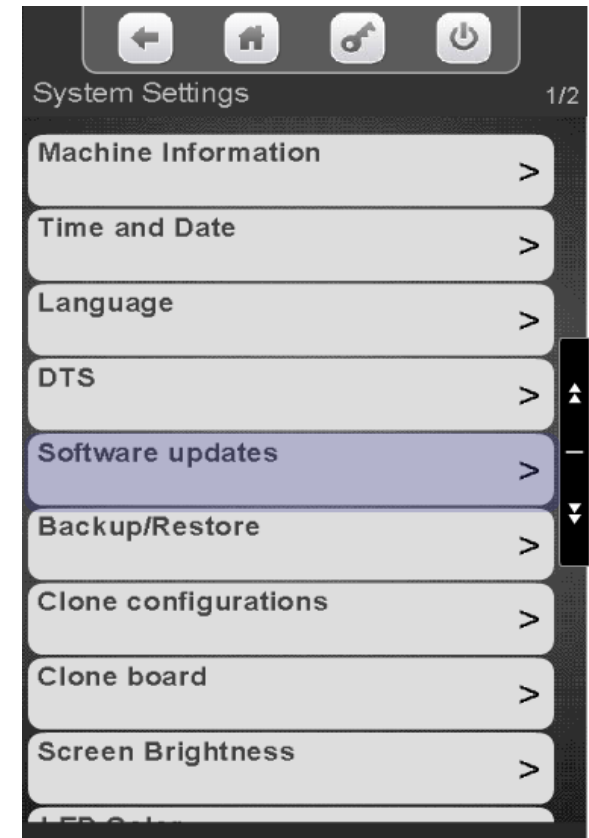 System Settings 1/2
Machine Information >
Time and Date >
Language >
DTS >
Software updates >
Backup/Restore >
Clone configurations >
Clone board >
Screen Brightness >